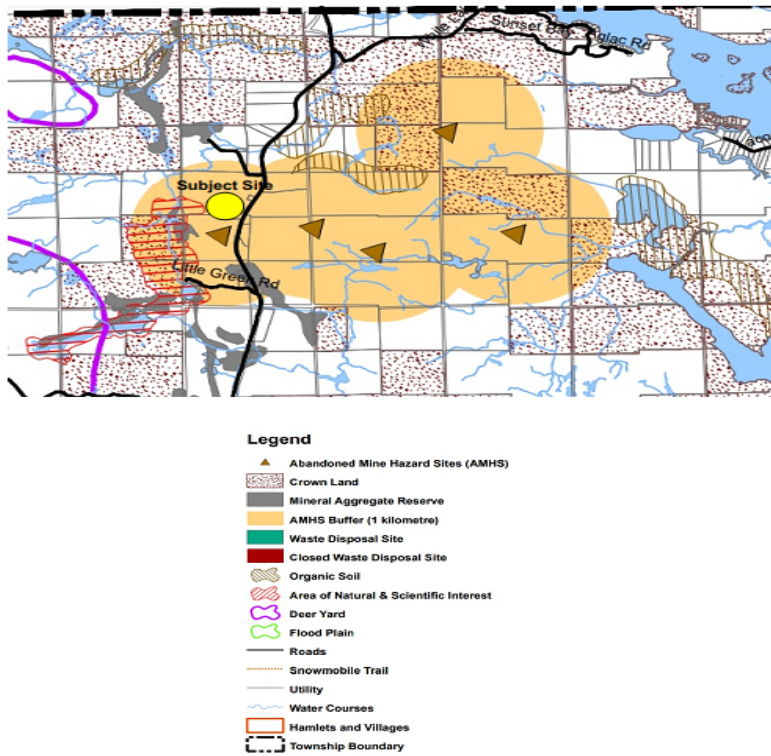 Sunset Bay
Rd
Subject Site
Little Green Rd
Legend
Abandoned Mine Hazard Sites (AMHS)
Crown Land
Mineral Aggregate Reserve
AMHS Buffer (1 kilometre)
Waste Disposal Site
Closed Waste Disposal Site
Organic Soil
Area of Natural & Scientific Interest
Deer Yard
Flood Plain
Roads
Snowmobile Trail
Utility
Water Courses
Hamlets and Villages
Township Boundary